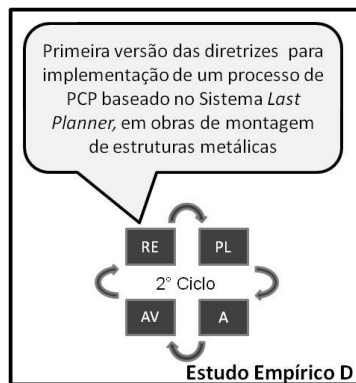 Primeira versão das diretrizes para
implementação de um processo de
PCP baseado no Sistema Last
Planner, em obras de montagem
de estruturas metálicas
RE PL
2° Ciclo
AV A
Estudo Empírico D